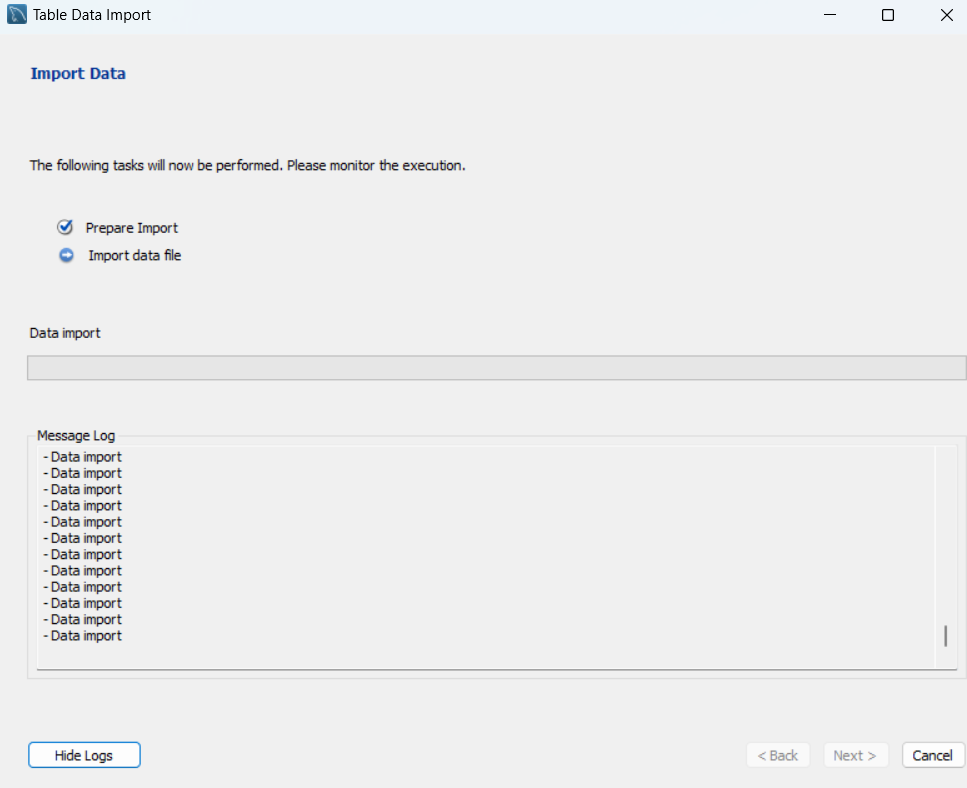 Table Data Import
Import Data
The following tasks will now be performed. Please monitor the execution.
Prepare Import
Import data file
Data import
Message Log
- Data import
- Data import
- Data import
- Data import
- Data import
- Data import
- Data import
- Data import
- Data import
- Data import
- Data import
- Data import
Hide Logs
< Back
Next >
Cancel